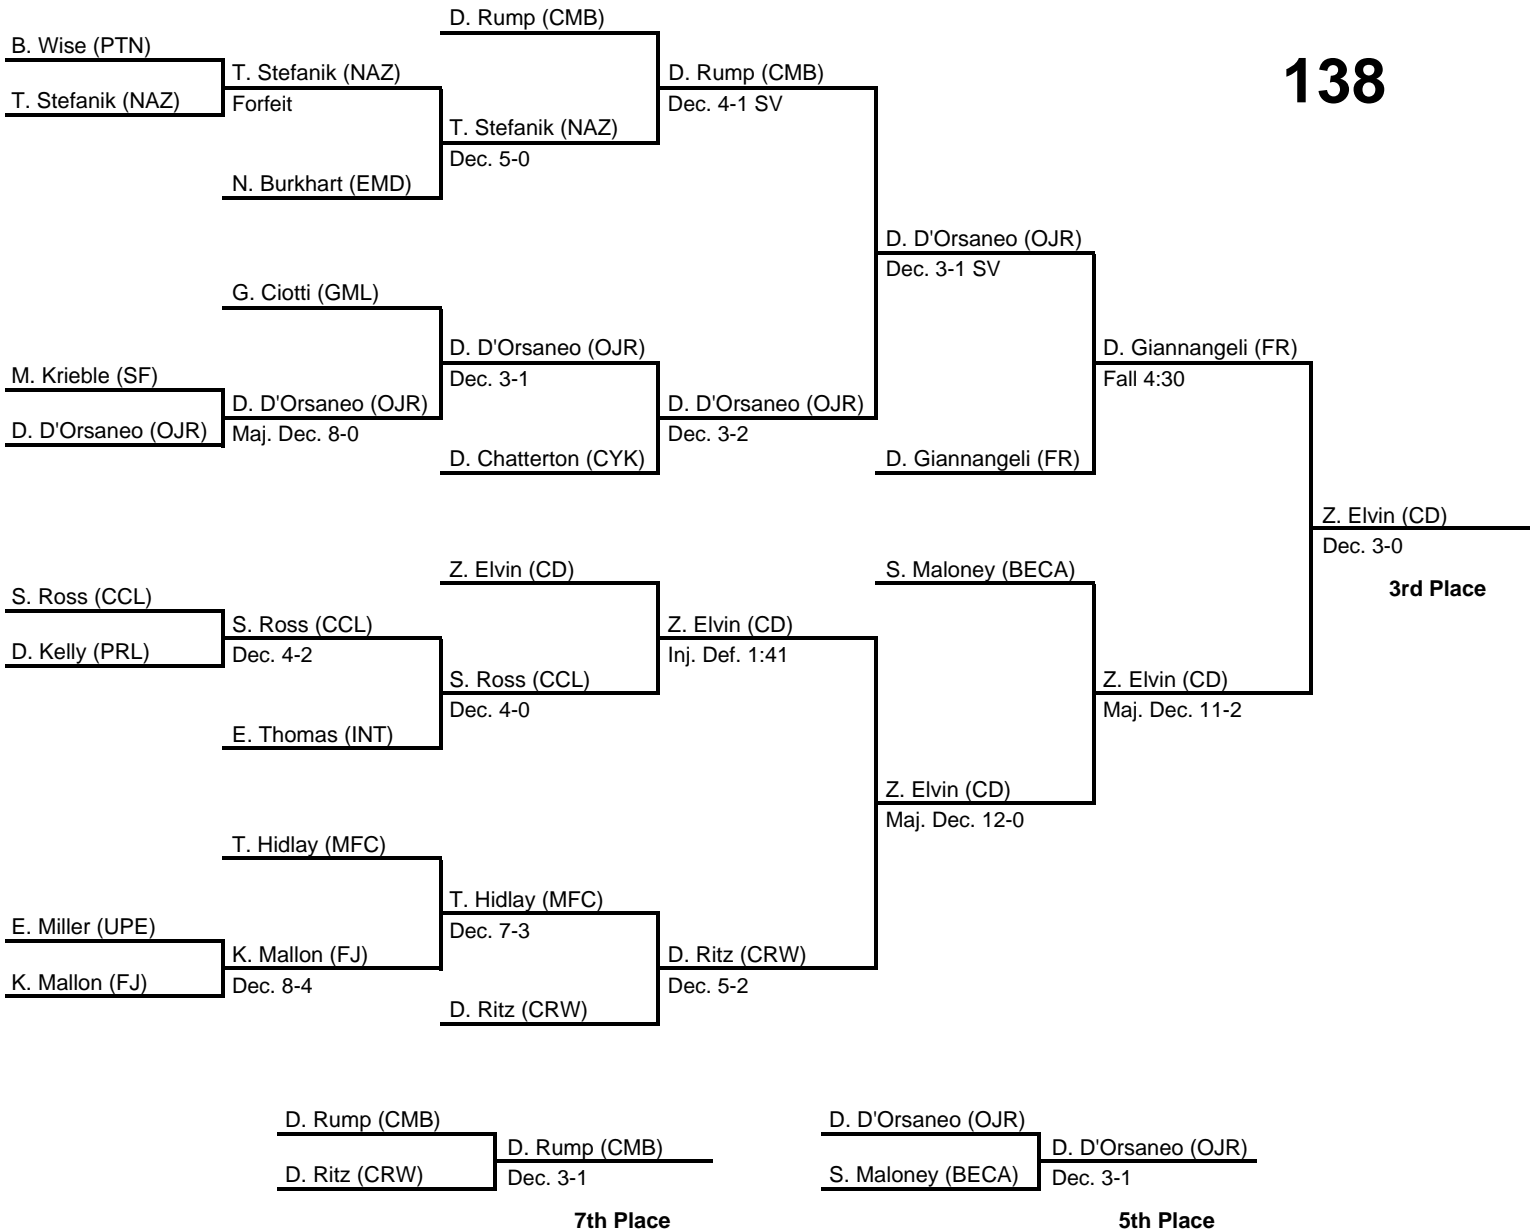 D. Rump (CMB)
138
B. Wise (PTN)
T. Stefanik (NAZ)
D. Rump (CMB)
T. Stefanik (NAZ)
Forfeit
Dec. 4-1 SV
T. Stefanik (NAZ)
Dec. 5-0
N. Burkhart (EMD)
D. D'Orsaneo (OJR)
Dec. 3-1 SV
G. Ciotti (GML)
D. D'Orsaneo (OJR)
D. Giannangeli (FR)
M. Krieble (SF)
Dec. 3-1
Fall 4:30
D. D'Orsaneo (OJR)
D. D'Orsaneo (OJR)
D. D'Orsaneo (OJR)
Maj. Dec. 8-0
Dec. 3-2
D. Chatterton (CYK)
D. Giannangeli (FR)
Z. Elvin (CD)
Dec. 3-0
3rd Place
Z. Elvin (CD)
S. Maloney (BECA)
S. Ross (CCL)
S. Ross (CCL)
Z. Elvin (CD)
D. Kelly (PRL)
Dec. 4-2
Inj. Def. 1:41
S. Ross (CCL)
Z. Elvin (CD)
Dec. 4-0
Maj. Dec. 11-2
E. Thomas (INT)
Z. Elvin (CD)
Maj. Dec. 12-0
T. Hidlay (MFC)
T. Hidlay (MFC)
E. Miller (UPE)
Dec. 7-3
K. Mallon (FJ)
D. Ritz (CRW)
K. Mallon (FJ)
Dec. 8-4
Dec. 5-2
D. Ritz (CRW)
D. Rump (CMB)
D. Rump (CMB)
D. Ritz (CRW)
Dec. 3-1
7th Place
D. D'Orsaneo (OJR)
D. D'Orsaneo (OJR)
S. Maloney (BECA)
Dec. 3-1
5th Place